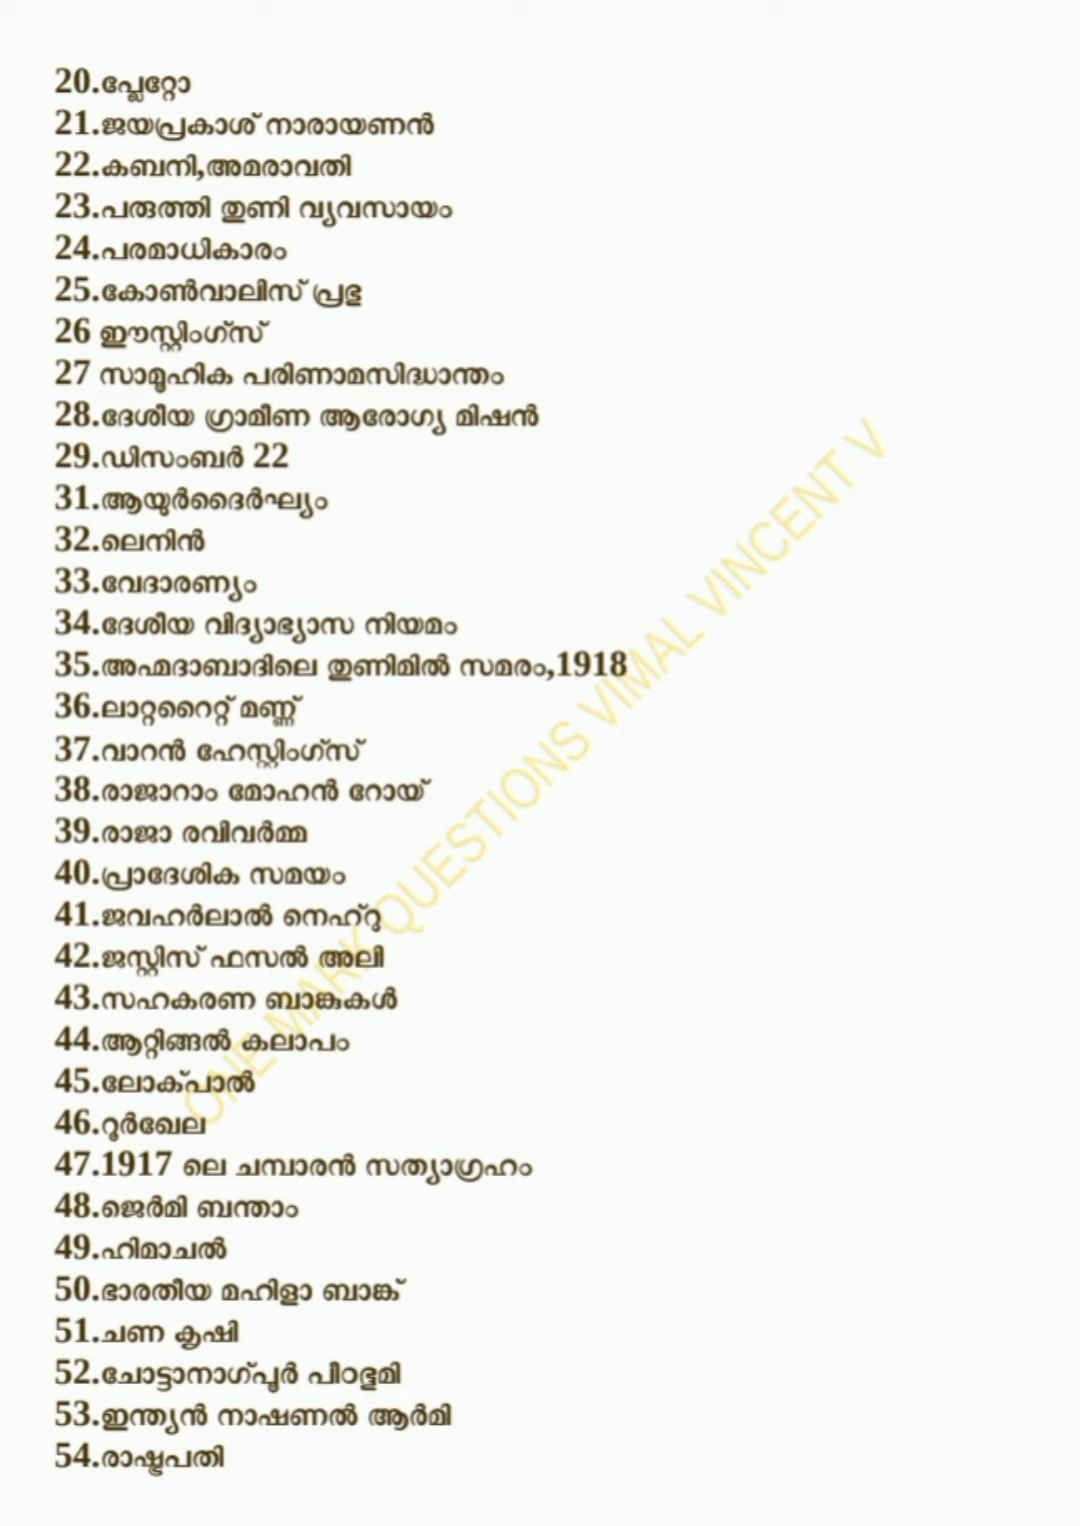 20.പ്ലേറ്റോ
21.ജയപ്രകാശ് നാരായണൻ
22.കബനി,അമരാവതി
23.പരുത്തി തുണി വ്യവസായം
24.പരമാധികാരം
25.കോൺവാലിസ് പ്രഭു
26 ഈസ്റ്റിംഗ്സ്
27 സാമൂഹിക പരിണാമസിദ്ധാന്തം
28.ദേശീയ ഗ്രാമീണ ആരോഗ്യ മിഷൻ
29.ഡിസംബർ 22
31.ആയുർദൈർഘ്യം
32.ലെനിൻ
33.വേദാരണ്യം
34.ദേശീയ വിദ്യാഭ്യാസ നിയമം
35.അഹ്മദാബാദിലെ തുണിമിൽ സമരം,1918
36.ലാറ്ററൈറ്റ് മണ്ണ്
37.വാറൻ ഹേസ്റ്റിംഗ്സ്
38.രാജാറാം മോഹൻ റോയ്
39.രാജാ രവിവർമ്മ
40.പ്രാദേശിക സമയം
41.ജവഹർലാൽ നെഹ്റു
42.ജസ്റ്റിസ് ഫസൽ അലി
43.സഹകരണ ബാങ്കുകൾ
44.ആറ്റിങ്ങൽ കലാപം
45.ലോക്പാൽ
46.റൂർഖേല
47.1917 ലെ ചമ്പാരൻ സത്യാഗ്രഹം
48.ജെർമി ബന്താം
49.ഹിമാചൽ
50.ഭാരതീയ മഹിളാ ബാങ്ക്
51.ചണ കൃഷി
52.ചോട്ടാനാഗ്പൂർ പീഠഭൂമി
53.ഇന്ത്യൻ നാഷണൽ ആർമി
54.രാഷ്ട്രപതി
ONE MARK QUESTIONS VIMAL VINCENT V